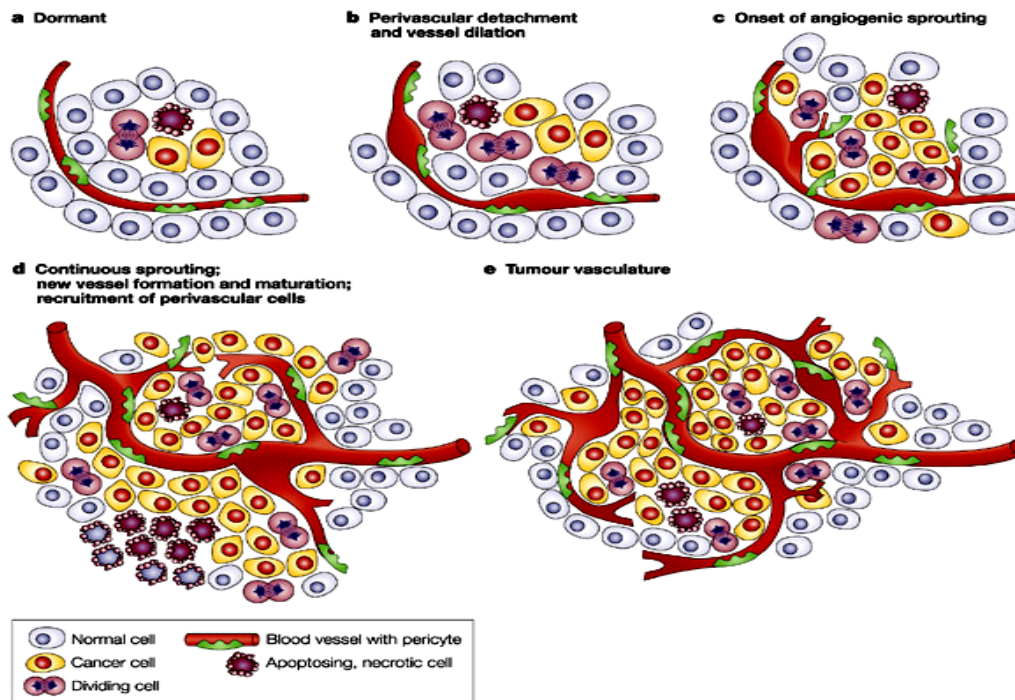 a Dormant
b Perivascular detachment
and vessel dilation
c Onset of angiogenic sprouting
d Continuous sprouting;
new vessel formation and maturation;
recruitment of perivascular cells
e Tumour vasculature
Normal cell
Cancer cell
Dividing cell
Blood vessel with pericyte
Apoptosing, necrotic cell